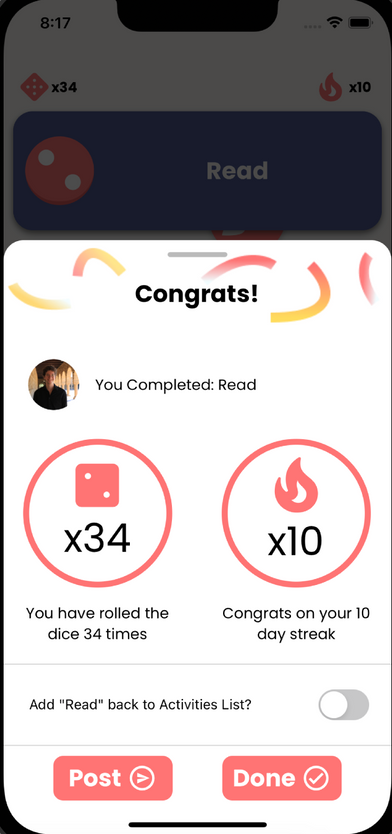 8:17
x34
x10
Read
Congrats!
You Completed: Read
x34
x10
You have rolled the
dice 34 times
Congrats on your 10
day streak
Add "Read" back to Activities List?
Post
Done